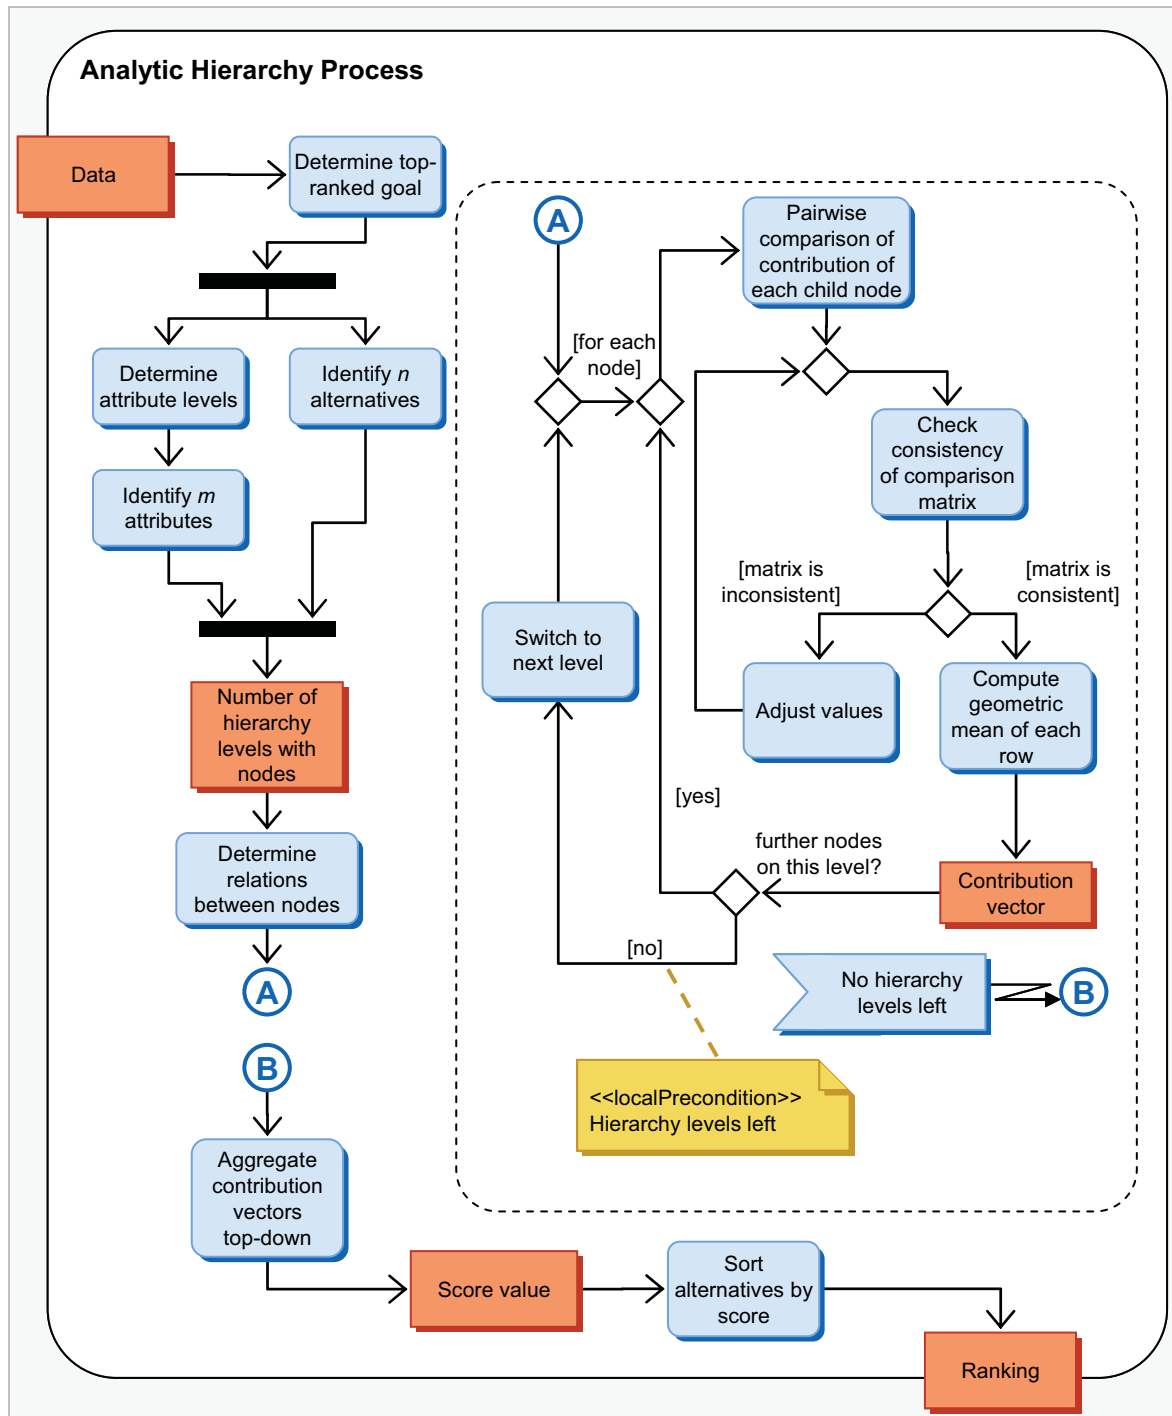 Analytic Hierarchy Process
Data
Determine top-
ranked goal
Determine
attribute levels
Identify n
alternatives
Identify m
attributes
Number of
hierarchy
levels with
nodes
Determine
relations
between nodes
A
B
Aggregate
contribution
vectors
top-down
Score value
Sort
alternatives by
score
Ranking
A
[for each
node]
Pairwise
comparison of
contribution of
each child node
Check
consistency
of comparison
matrix
[matrix is
inconsistent]
[matrix is
consistent]
Switch to
next level
Adjust values
Compute
geometric
mean of each
row
[yes]
further nodes
on this level?
Contribution
vector
[no]
No hierarchy
levels left
B
<<localPrecondition>>
Hierarchy levels left